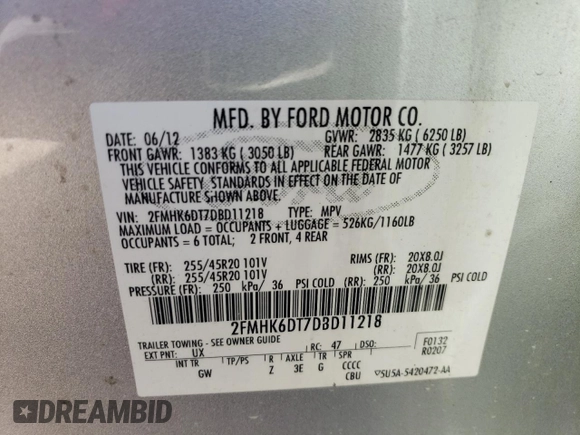 MFD. BY FORD MOTOR CO.
DATE: 06/12 GVWR: 2835 KG ( 6250 LB)
FRONT GAWR: 1383 KG ( 3050 LB) REAR GAWR: 1477 KG ( 3257 LB)
THIS VEHICLE CONFORMS TO ALL APPLICABLE FEDERAL MOTOR
VEHICLE SAFETY STANDARDS IN EFFECT ON THE DATE OF
MANUFACTURE SHOWN ABOVE.
VIN: 2FMHK6DT7DBD11218 TYPE: MPV
MAXIMUM LOAD = OCCUPANTS + LUGGAGE = 526KG/1160LB
OCCUPANTS = 6 TOTAL; 2 FRONT, 4 REAR
TIRE (FR): 255/45R20 101V RIMS (FR): 20X8.0J
(RR): 255/45R20 101V (RR): 20X8.0J
PRESSURE (FR): 250 kPa/ 36 PSI COLD (RR): 250 kPa/ 36 PSI COLD
2FMHK6DT7DBD11218
TRAILER TOWING - SEE OWNER GUIDE
EXT PNT: UX RC: 47 DSO: F0132
R0207
INT TR TP/PS R AXLE TR SPR
GW Z 3E G CCCC
CBU 5U5A-5420472-AA
DREAMBID